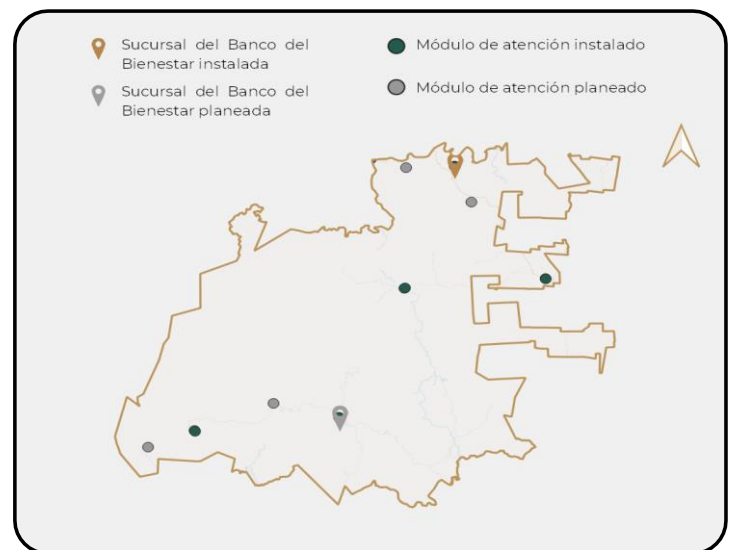 Sucursal del Banco del
Bienestar instalada
Sucursal del Banco del
Bienestar planeada
Módulo de atención instalado
Módulo de atención planeado